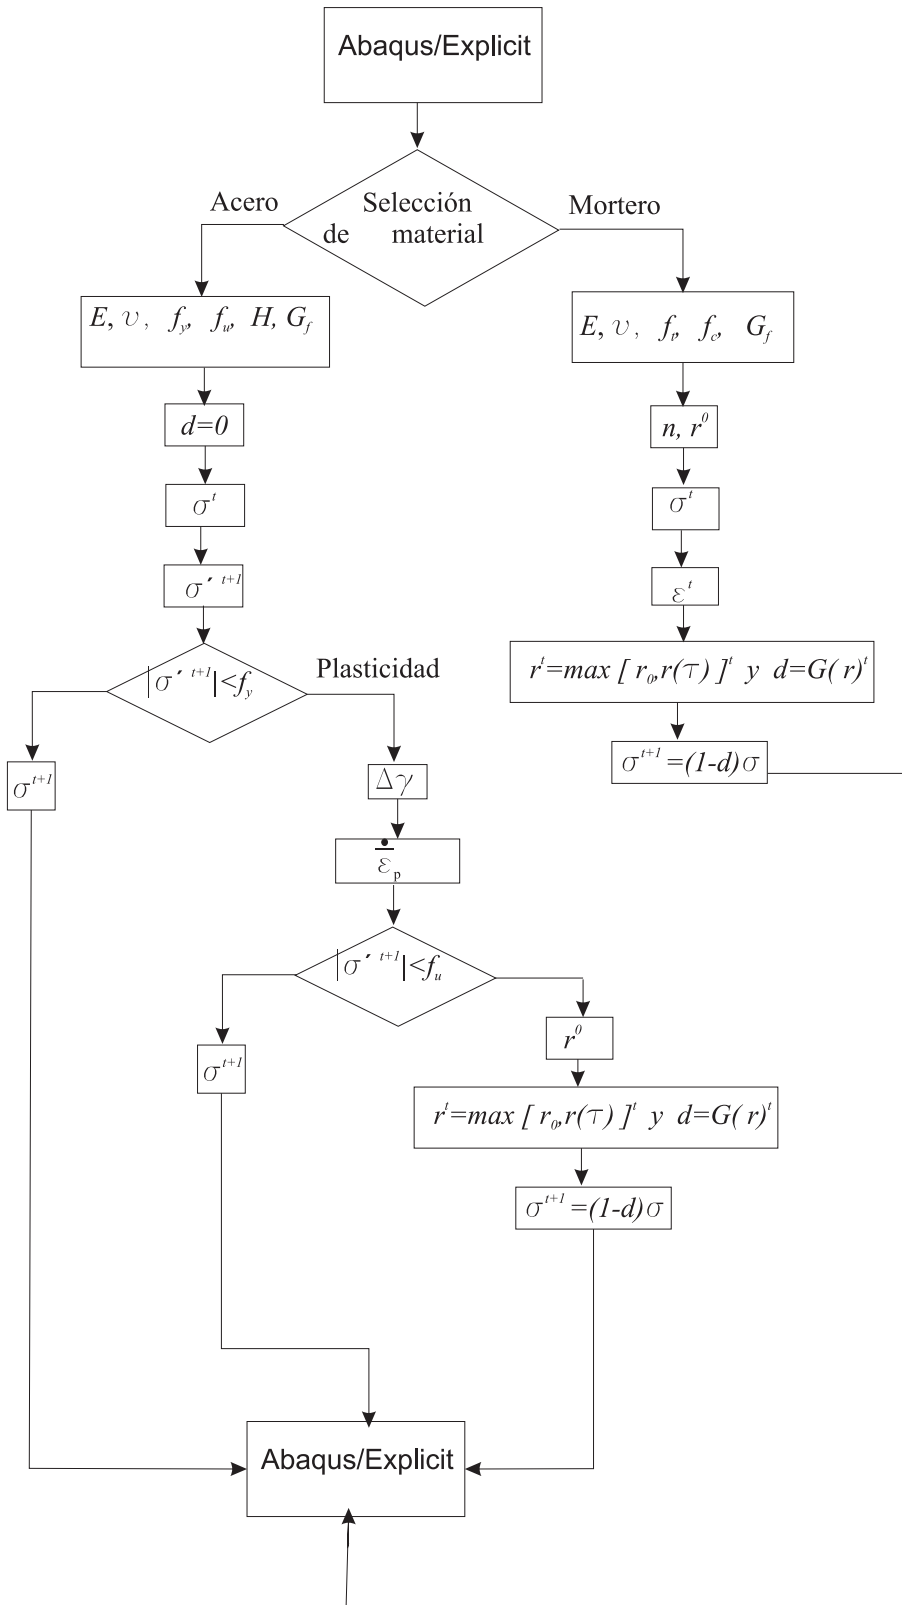 Abaqus/Explicit
Acero
Selección
de material
Mortero
E, υ, f_y, f_u, H, G_f
E, υ, f_t, f_c, G_f
d=0
n, r^0
σ^t
σ^t
σ´^{t+1}
ε^t
|σ´^{t+1}|<f_y
Plasticidad
r^t=max [ r_0,r(τ) ]^t y d=G(r)^t
σ^{t+1}=(1-d)σ
σ^{t+1}
Δγ
ε̇̅_p
|σ´^{t+1}|<f_u
r^0
σ^{t+1}
r^t=max [ r_0,r(τ) ]^t y d=G(r)^t
σ^{t+1}=(1-d)σ
Abaqus/Explicit